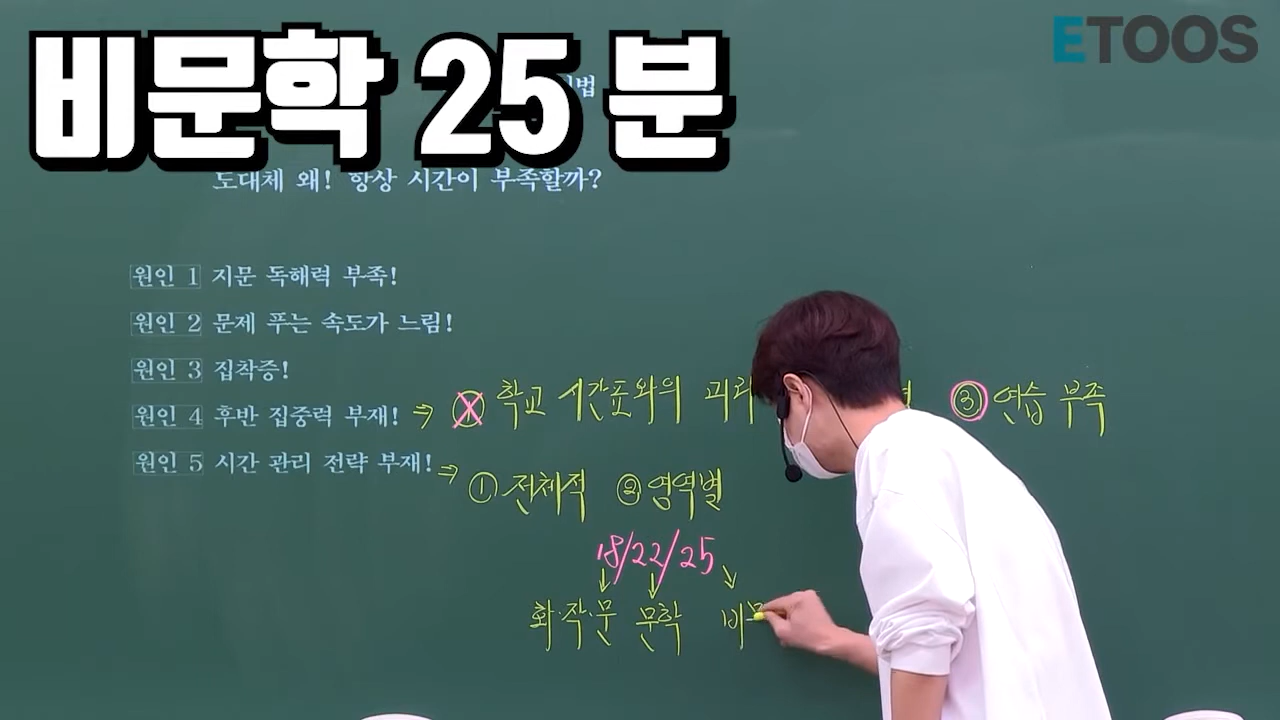 ETOOS
비문학 25분
도대체 왜! 항상 시간이 부족할까?
원인 1 지문 독해력 부족!
원인 2 문제 푸는 속도가 느림!
원인 3 집착증!
원인 4 후반 집중력 부재! ⇒ ① 학교 시간표와의 괴리 ③ 연습 부족
원인 5 시간 관리 전략 부재! ⇒ ① 전체적 ② 영역별
18/22/25
화·작·문 문학 비문